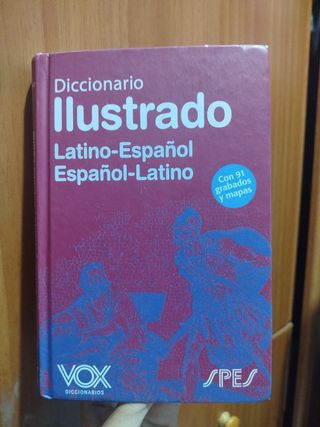 Diccionario
Ilustrado
Latino-Español
Español-Latino
Con 91
grabados
y mapas
VOX
DICCIONARIOS
SPES